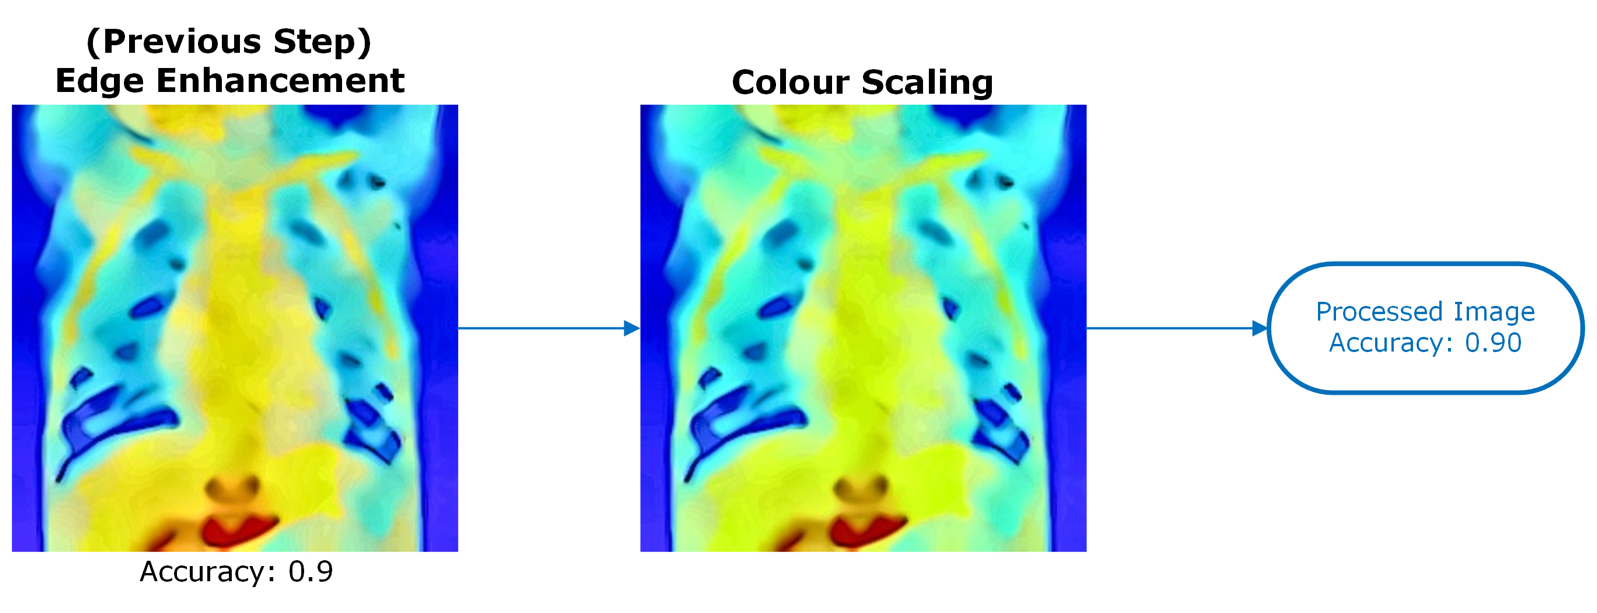 (Previous Step)
Edge Enhancement
Colour Scaling
Processed Image
Accuracy: 0.90
Accuracy: 0.9